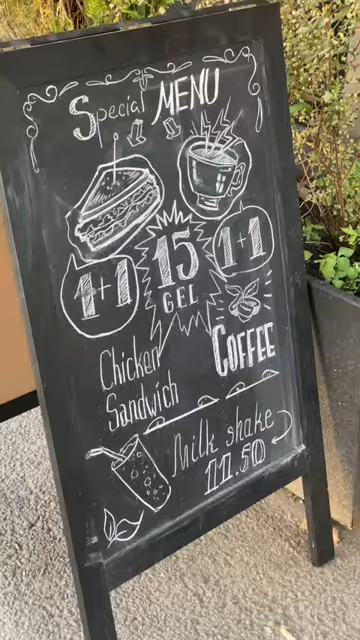 Special MENU
1+1
15
GEL
1+1
Chicken
Sandwich
COFFEE
Milk shake
11.50